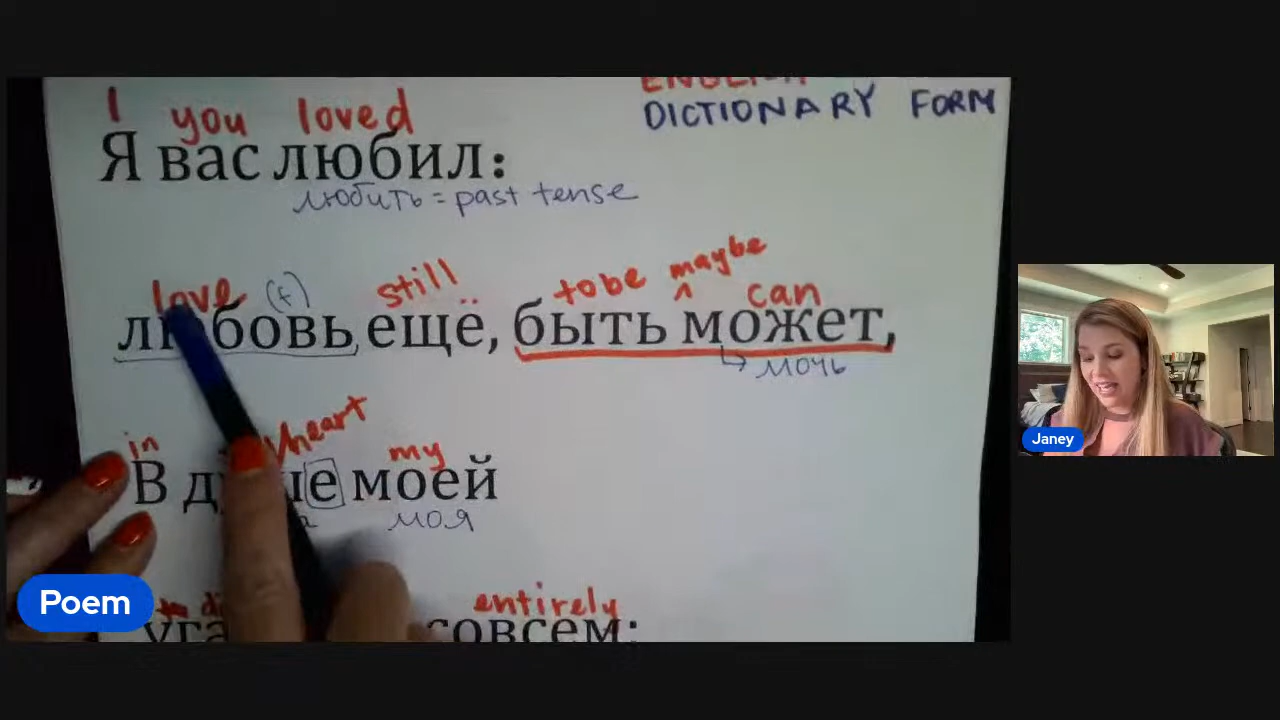 I you loved
DICTIONARY FORM
Я вас любил:
любить = past tense
love (f) still to be maybe can
любовь ещё, быть может,
мочь
in heart my
В моей
моя
entirely
совсем:
Poem
Janey